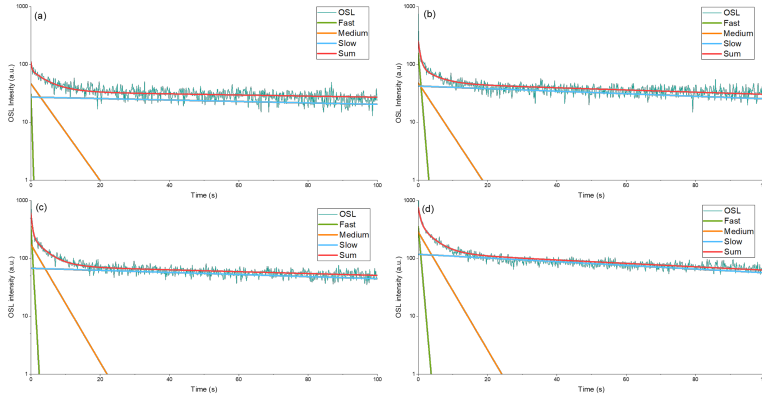 (a)
OSL
Fast
Medium
Slow
Sum
1000
100
10
1
OSL Intesity (a.u.)
0
20
40
60
80
100
Time (s)
(b)
OSL
Fast
Medium
Slow
Sum
1000
100
10
1
OSL Intensity (a.u.)
0
20
40
60
80
100
Time (s)
(c)
OSL
Fast
Medium
Slow
Sum
1000
100
10
1
OSL intensity (a.u.)
0
20
40
60
80
100
Time (s)
(d)
OSL
Fast
Medium
Slow
Sum
1000
100
10
1
OSL Intensity (a.u.)
0
20
40
60
80
Time (s)